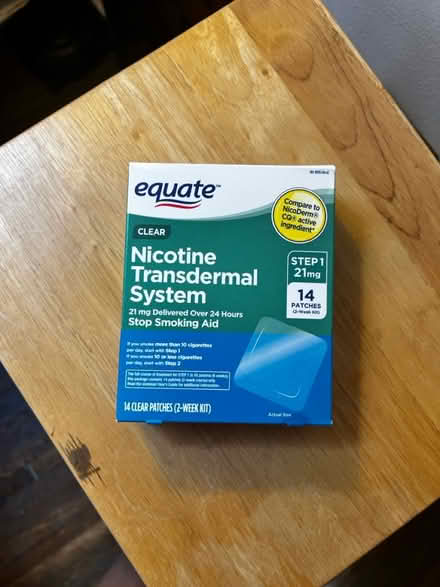 equate™
Compare to
NicoDerm®
CQ® active
ingredient*
CLEAR
Nicotine
Transdermal
System
21 mg Delivered Over 24 Hours
Stop Smoking Aid
STEP 1
21mg
14
PATCHES
(2-Week Kit)
If you smoke more than 10 cigarettes
per day, start with Step 1
If you smoke 10 or less cigarettes
per day, start with Step 2
14 CLEAR PATCHES (2-WEEK KIT)
Actual Size